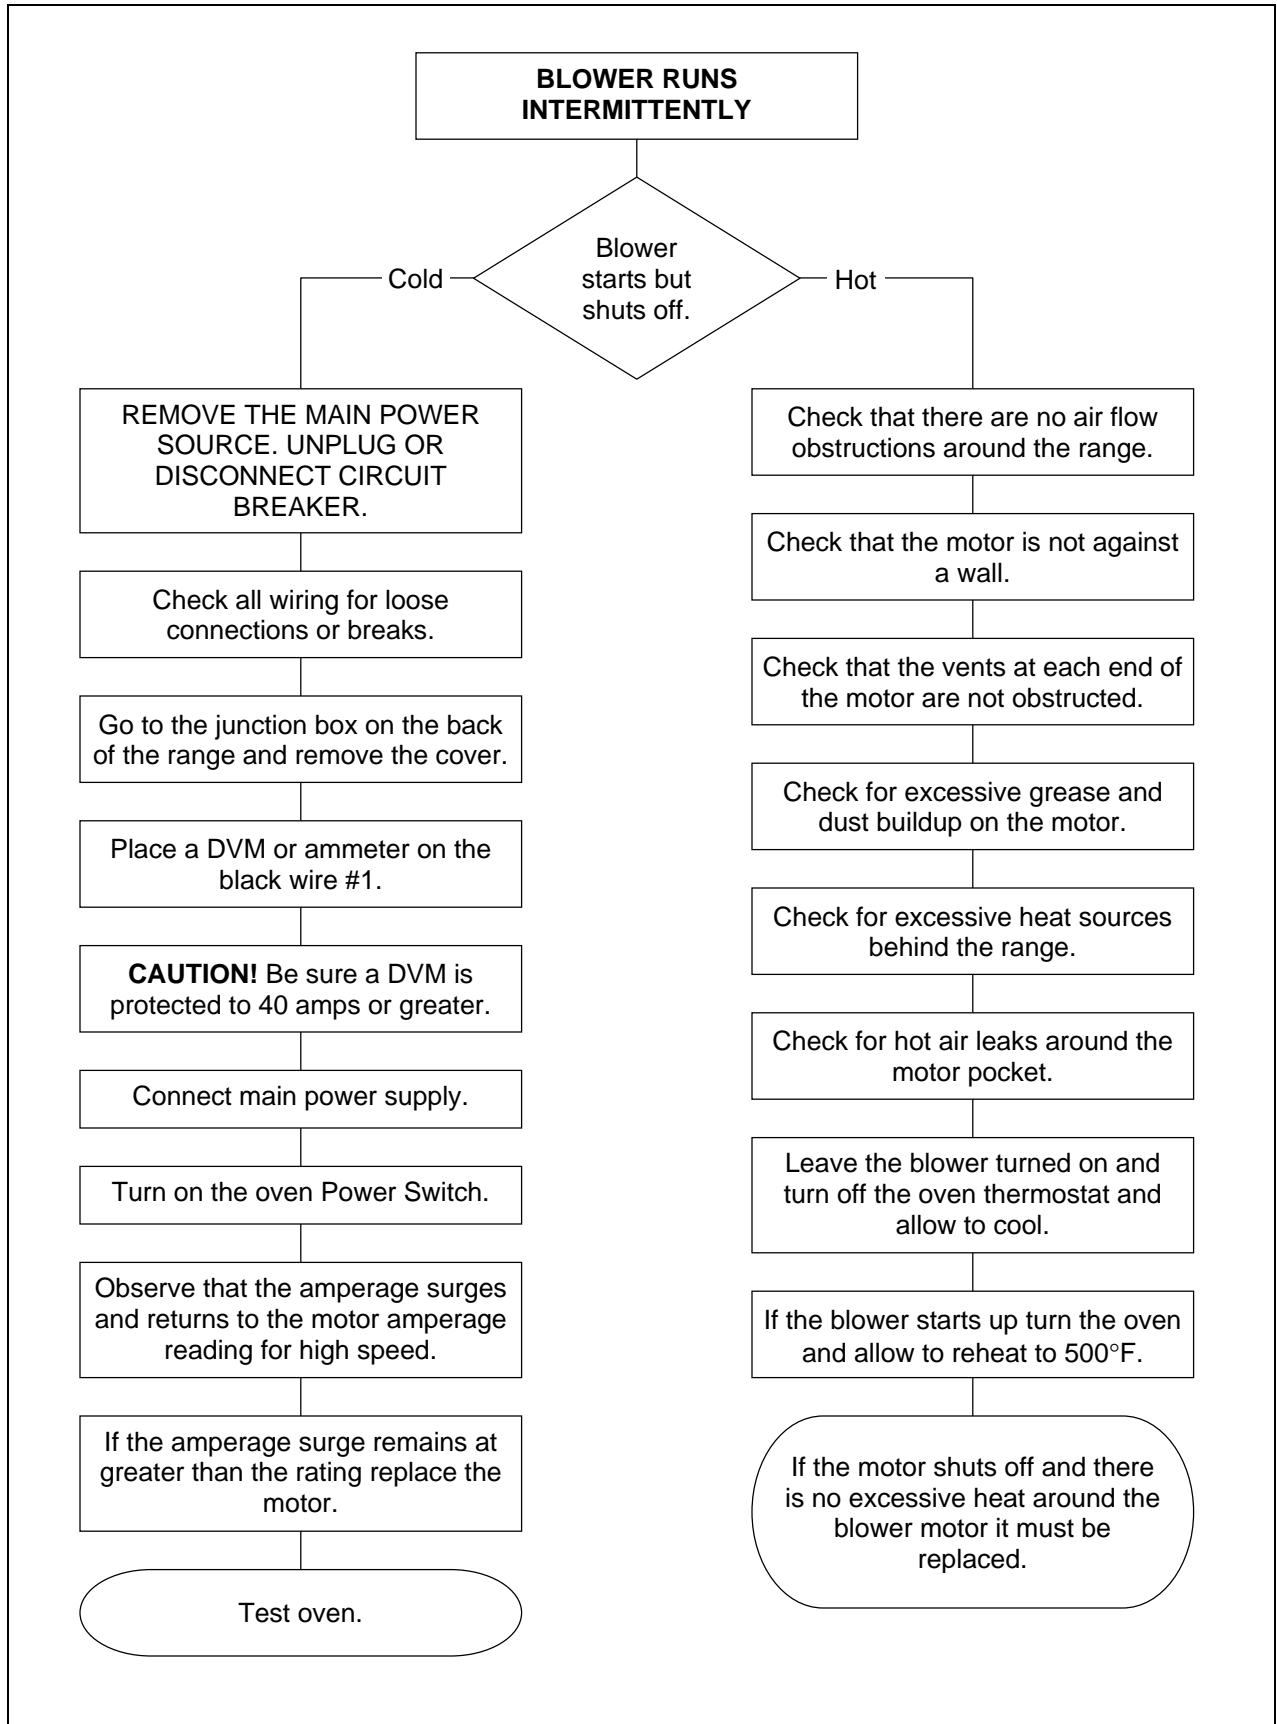 BLOWER RUNS
INTERMITTENTLY
Blower
starts but
shuts off.
Cold
Hot
REMOVE THE MAIN POWER
SOURCE. UNPLUG OR
DISCONNECT CIRCUIT
BREAKER.
Check all wiring for loose
connections or breaks.
Go to the junction box on the back
of the range and remove the cover.
Place a DVM or ammeter on the
black wire #1.
CAUTION! Be sure a DVM is
protected to 40 amps or greater.
Connect main power supply.
Turn on the oven Power Switch.
Observe that the amperage surges
and returns to the motor amperage
reading for high speed.
If the amperage surge remains at
greater than the rating replace the
motor.
Test oven.
Check that there are no air flow
obstructions around the range.
Check that the motor is not against
a wall.
Check that the vents at each end of
the motor are not obstructed.
Check for excessive grease and
dust buildup on the motor.
Check for excessive heat sources
behind the range.
Check for hot air leaks around the
motor pocket.
Leave the blower turned on and
turn off the oven thermostat and
allow to cool.
If the blower starts up turn the oven
and allow to reheat to 500°F.
If the motor shuts off and there
is no excessive heat around the
blower motor it must be
replaced.